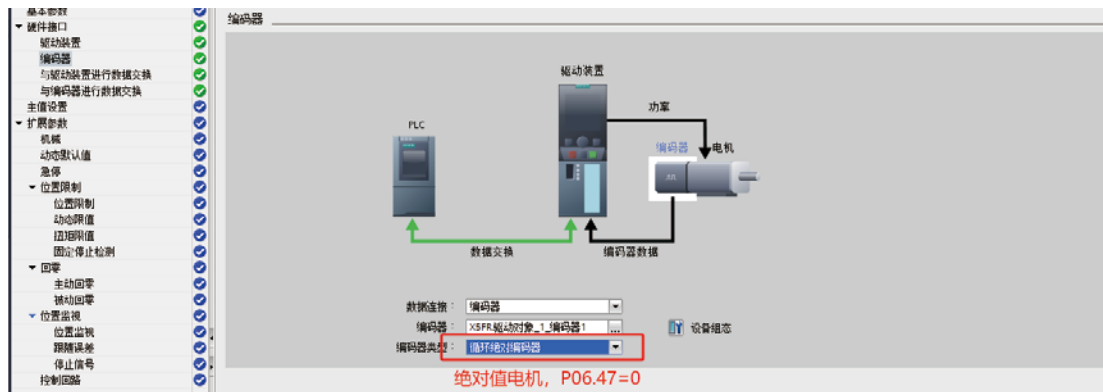 基本参数
硬件接口
驱动装置
编码器
与驱动装置进行数据交换
与编码器进行数据交换
主值设置
扩展参数
机械
动态默认值
急停
位置限制
位置限制
动态限值
扭矩限值
固定停止检测
回零
主动回零
被动回零
位置监视
位置监视
跟随误差
停止信号
控制回路
编码器
驱动装置
功率
PLC
编码器
电机
数据交换
编码器数据
数据连接：
编码器
编码器：
X5FR.驱动对象_1_编码器1
...
设备组态
编码器类型：
循环绝对编码器
绝对值电机，P06.47=0